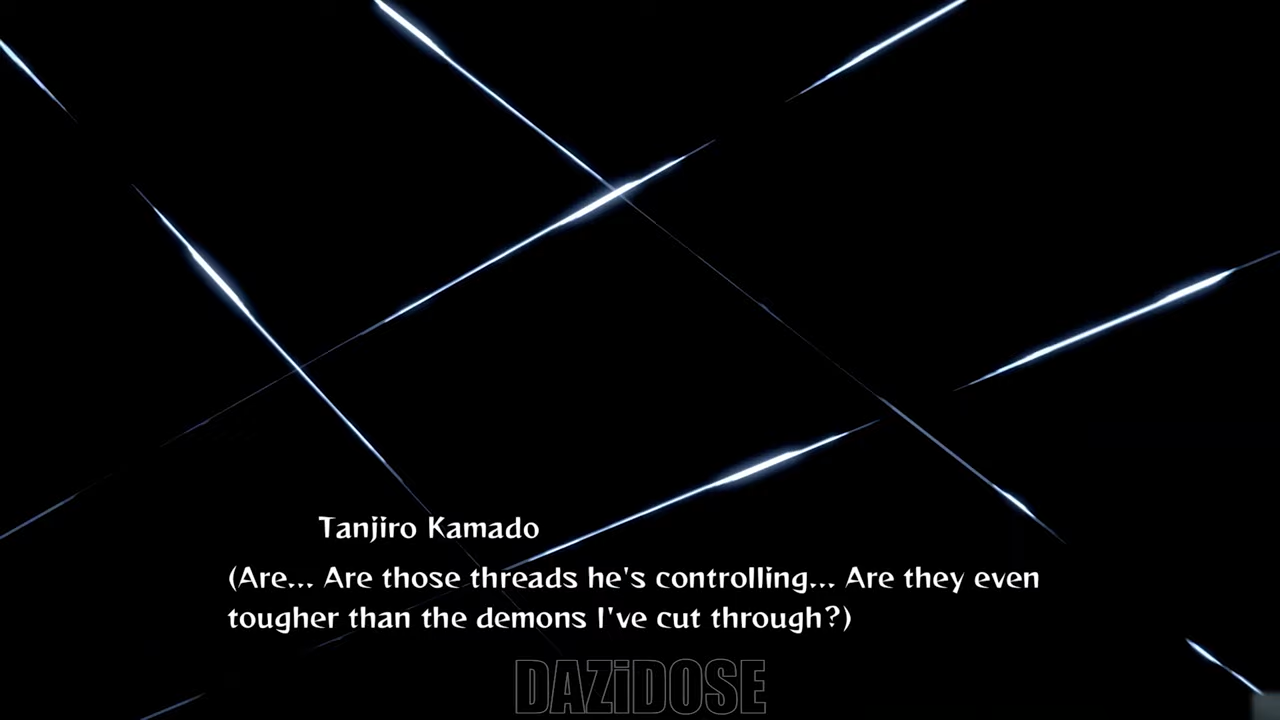 Tanjiro Kamado
(Are... Are those threads he's controlling... Are they even
tougher than the demons I've cut through?)
DAZiDOSE